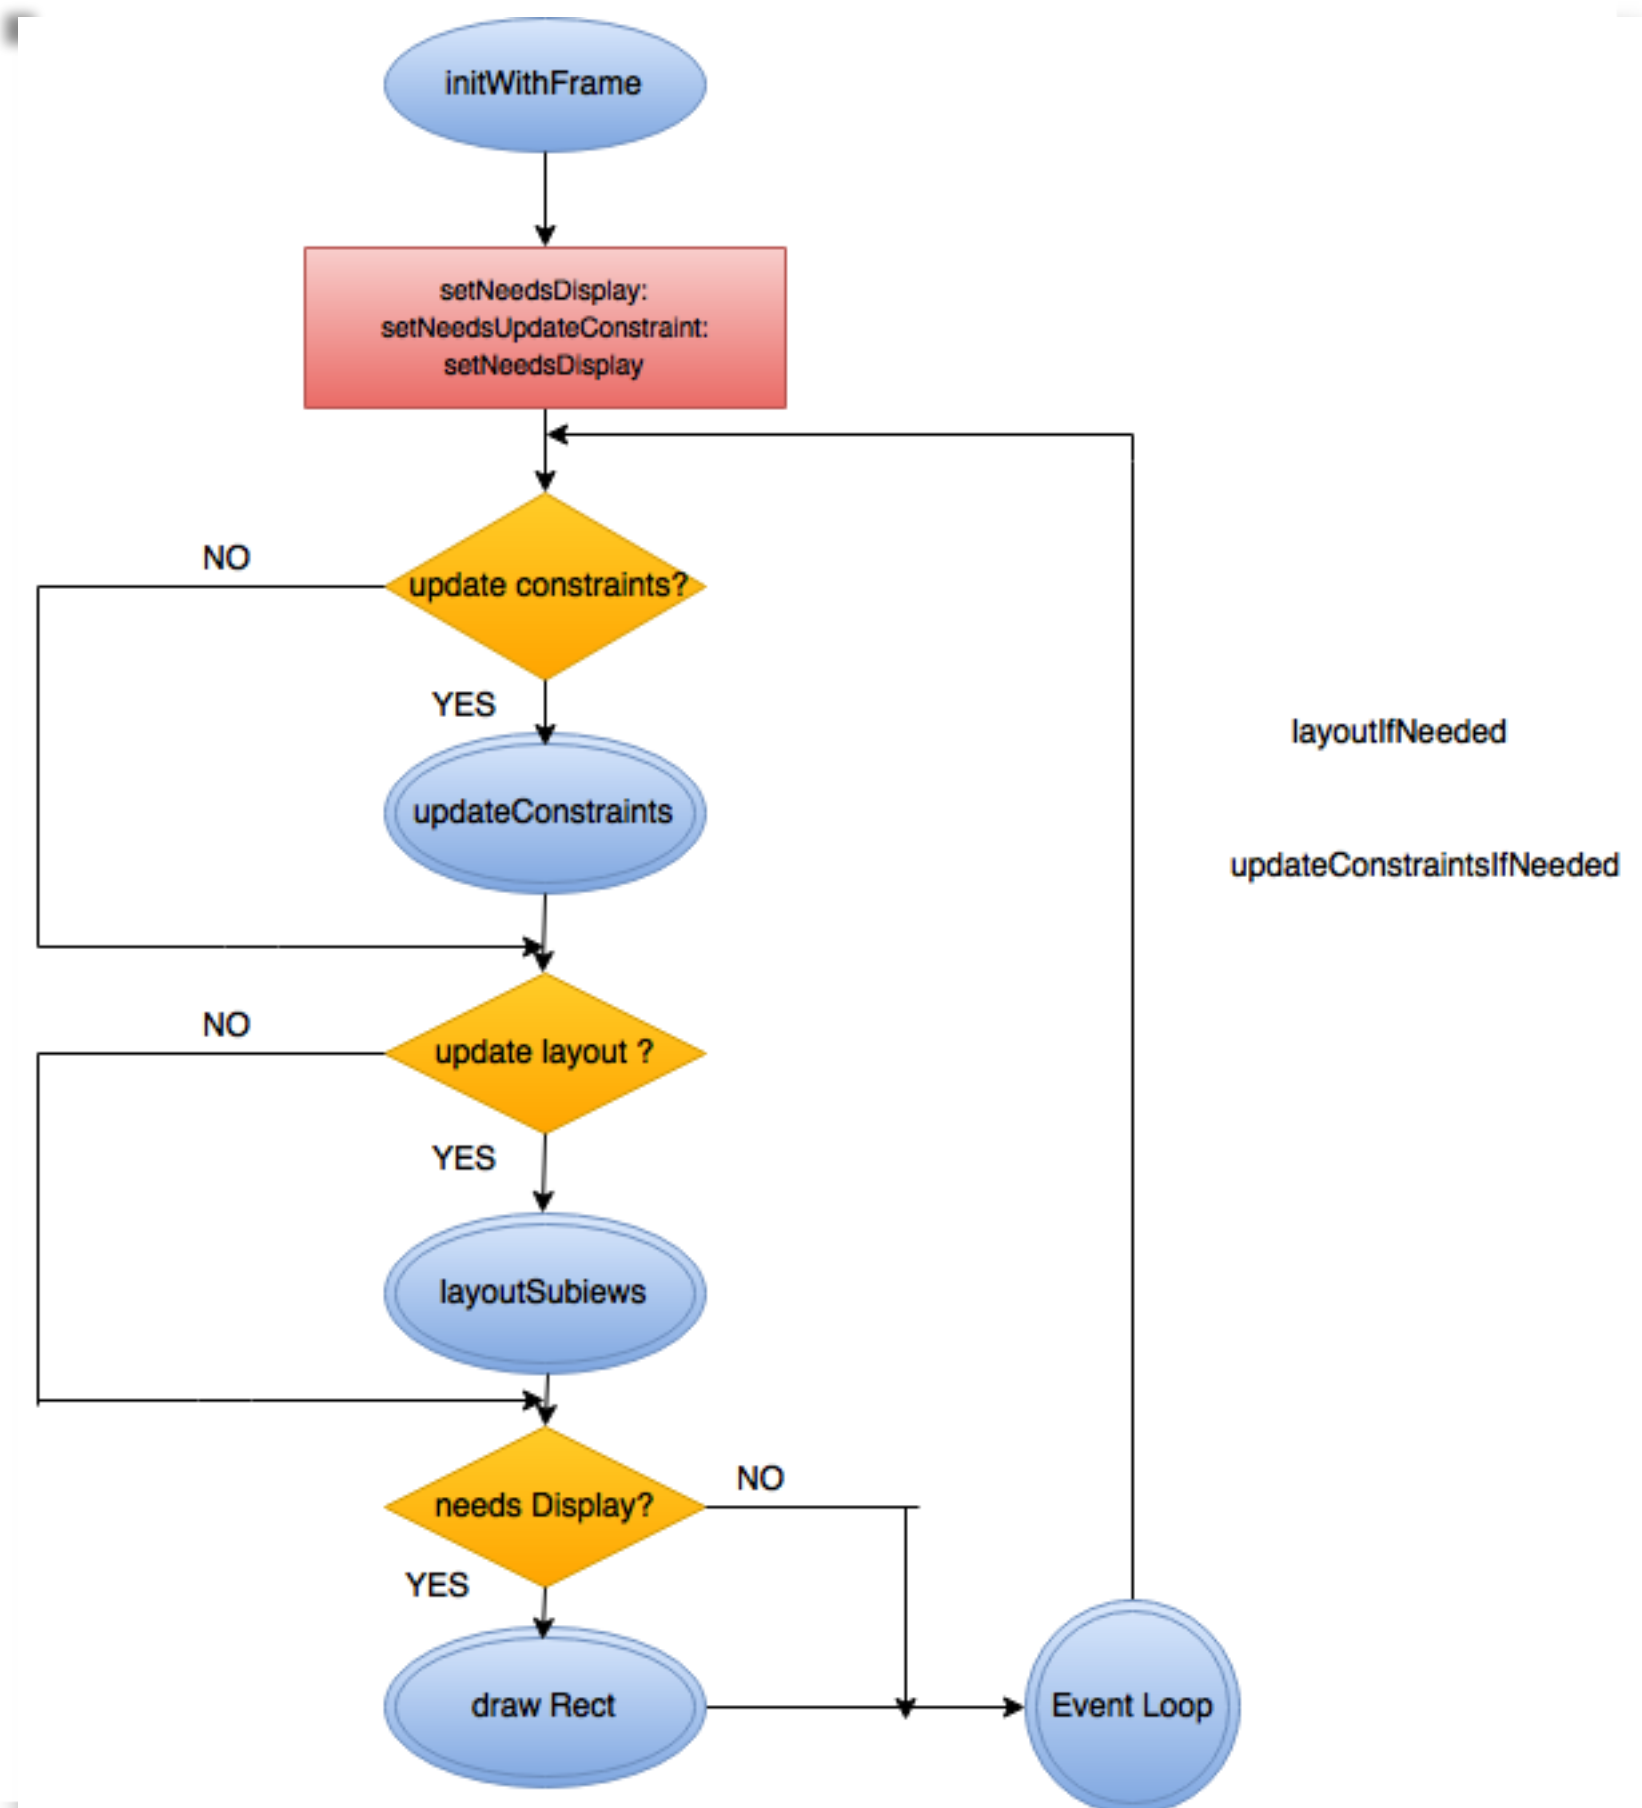 initWithFrame
setNeedsDisplay:
setNeedsUpdateConstraint:
setNeedsDisplay
NO
update constraints?
YES
layoutIfNeeded
updateConstraints
updateConstraintsIfNeeded
NO
update layout ?
YES
layoutSubiews
NO
needs Display?
YES
draw Rect
Event Loop